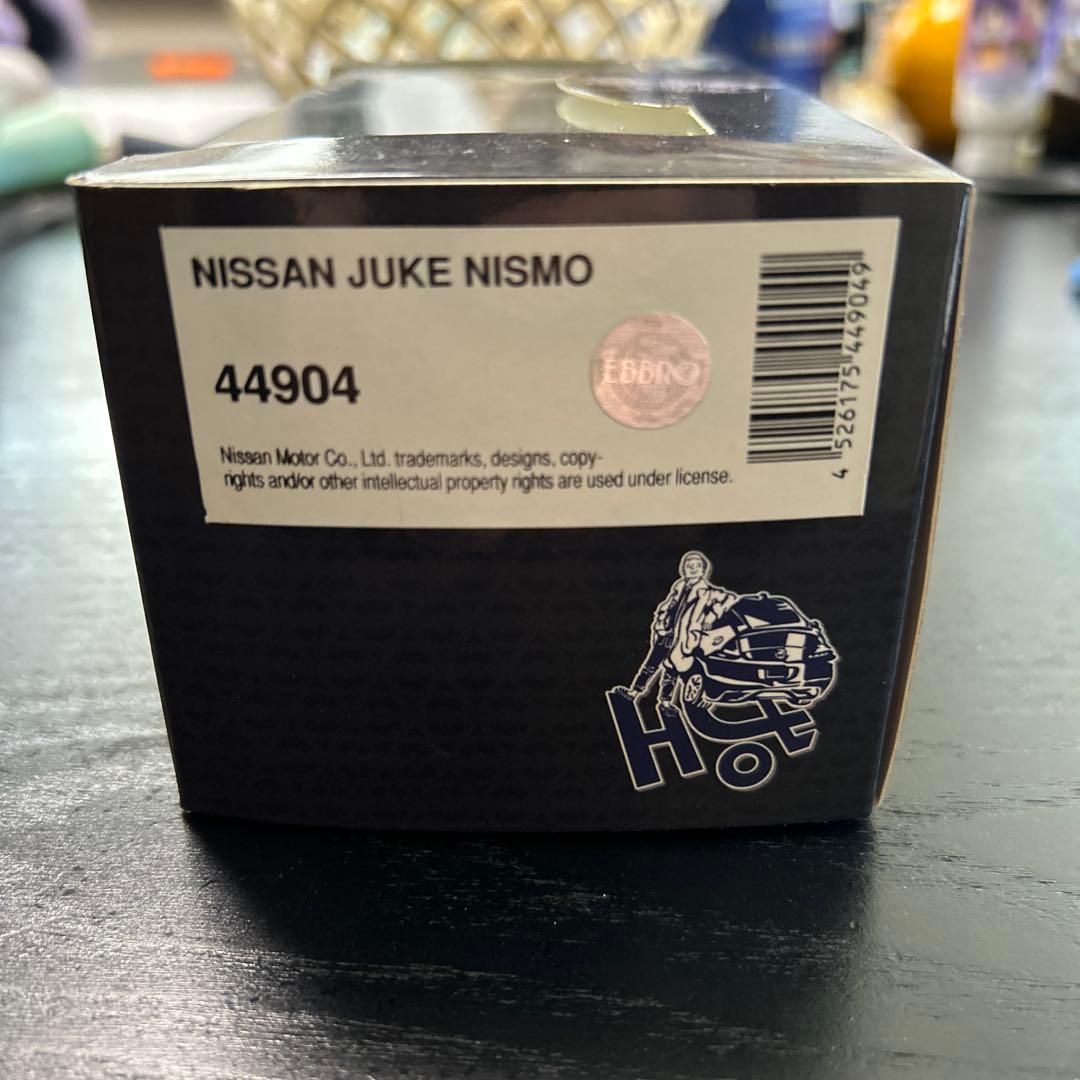 NISSAN JUKE NISMO
44904
EBBRO
Nissan Motor Co., Ltd. trademarks, designs, copy-
rights and/or other intellectual property rights are used under license.
4 526175 449049